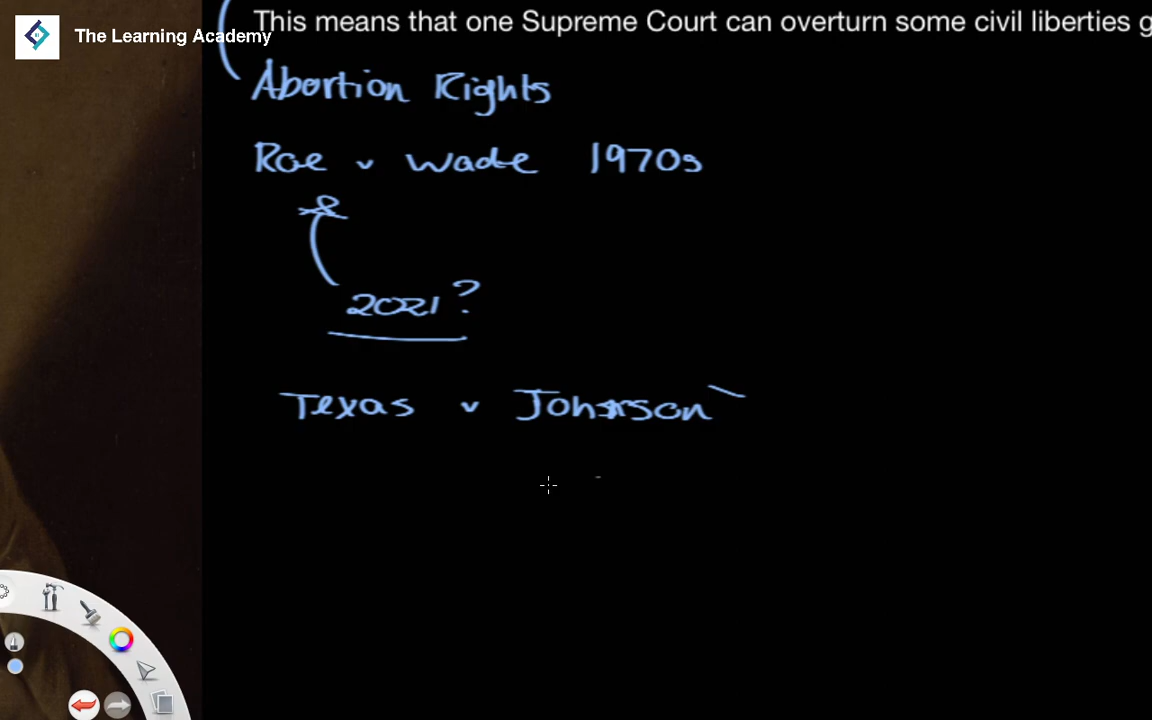 The Learning Academy
This means that one Supreme Court can overturn some civil liberties g
Abortion Rights
Roe v Wade 1970s
2021?
Texas v Johnson